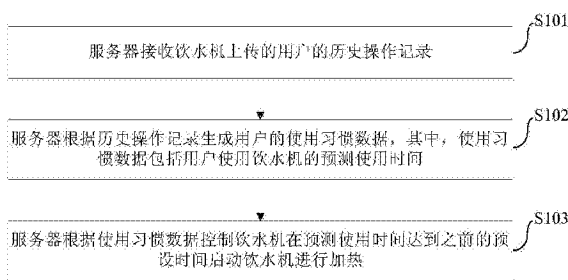 S101
服务器接收饮水机上传的用户的历史操作记录
S102
服务器根据历史操作记录生成用户的使用习惯数据，其中，使用习
惯数据包括用户使用饮水机的预测使用时间
S103
服务器根据使用习惯数据控制饮水机在预测使用时间达到之前的预
设时间启动饮水机进行加热